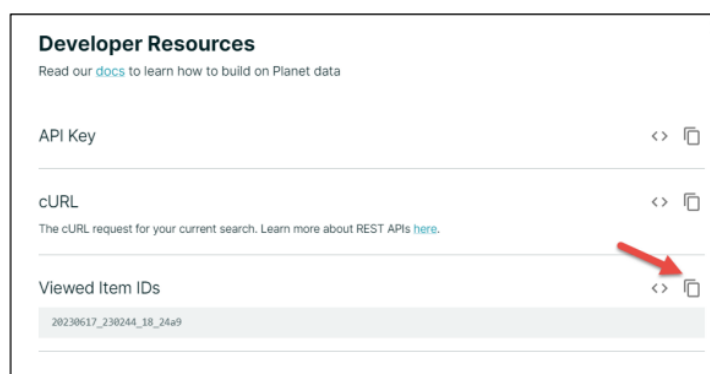 Developer Resources
Read our docs to learn how to build on Planet data
API Key
cURL
The cURL request for your current search. Learn more about REST APIs here.
Viewed Item IDs
20230617_230244_18_24a9